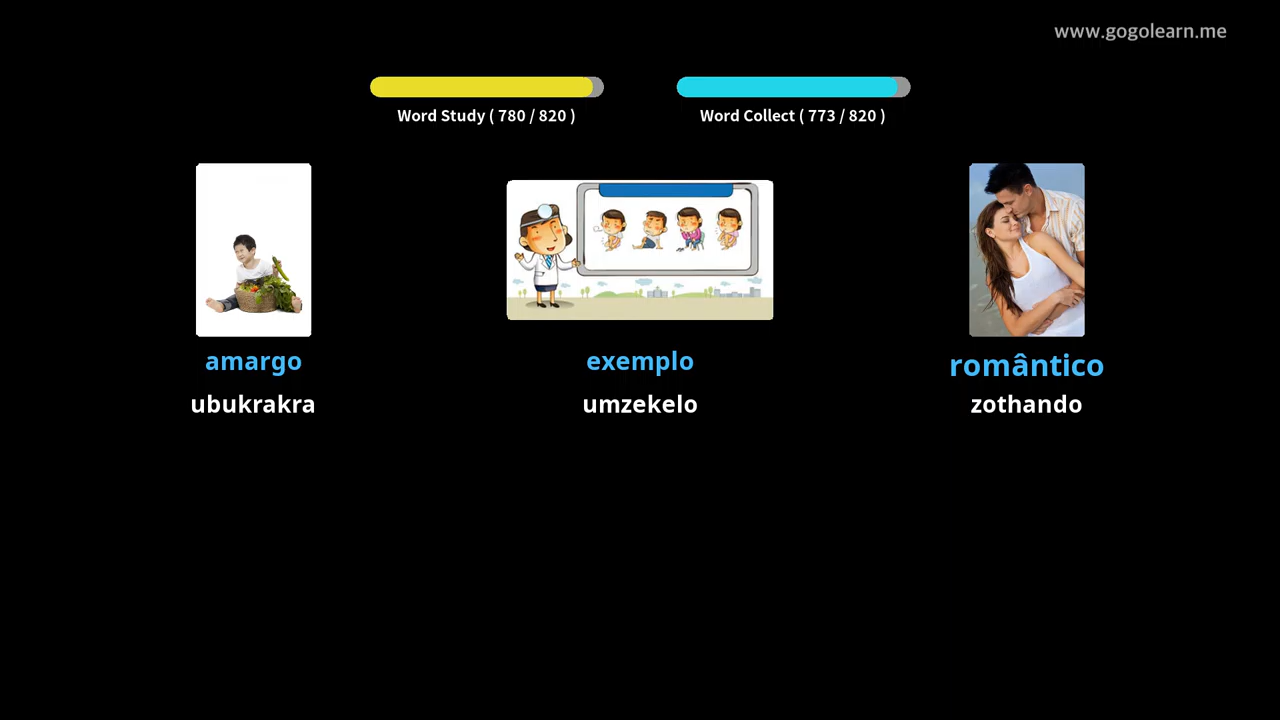 www.gogolearn.me
Word Study ( 780 / 820 )
Word Collect ( 773 / 820 )
amargo
ubukrakra
exemplo
umzekelo
romântico
zothando